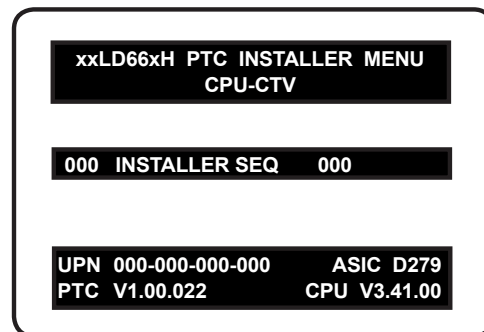 xxLD66xH PTC INSTALLER MENU
CPU-CTV
000 INSTALLER SEQ 000
UPN 000-000-000-000 ASIC D279
PTC V1.00.022 CPU V3.41.00